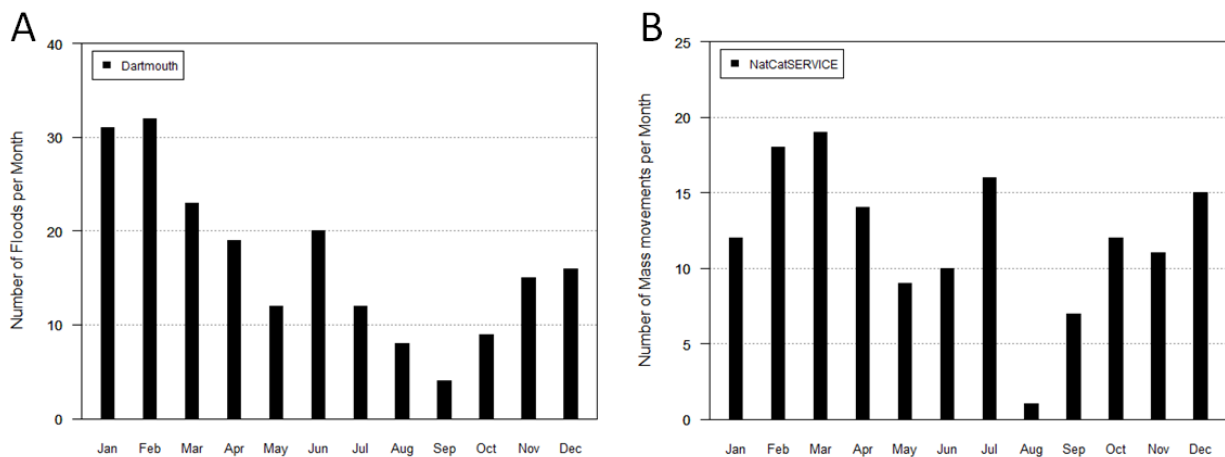 A
Dartmouth
Number of Floods per Month
40
30
20
10
0
Jan Feb Mar Apr May Jun Jul Aug Sep Oct Nov Dec
B
NatCatSERVICE
Number of Mass movements per Month
25
20
15
10
5
0
Jan Feb Mar Apr May Jun Jul Aug Sep Oct Nov Dec